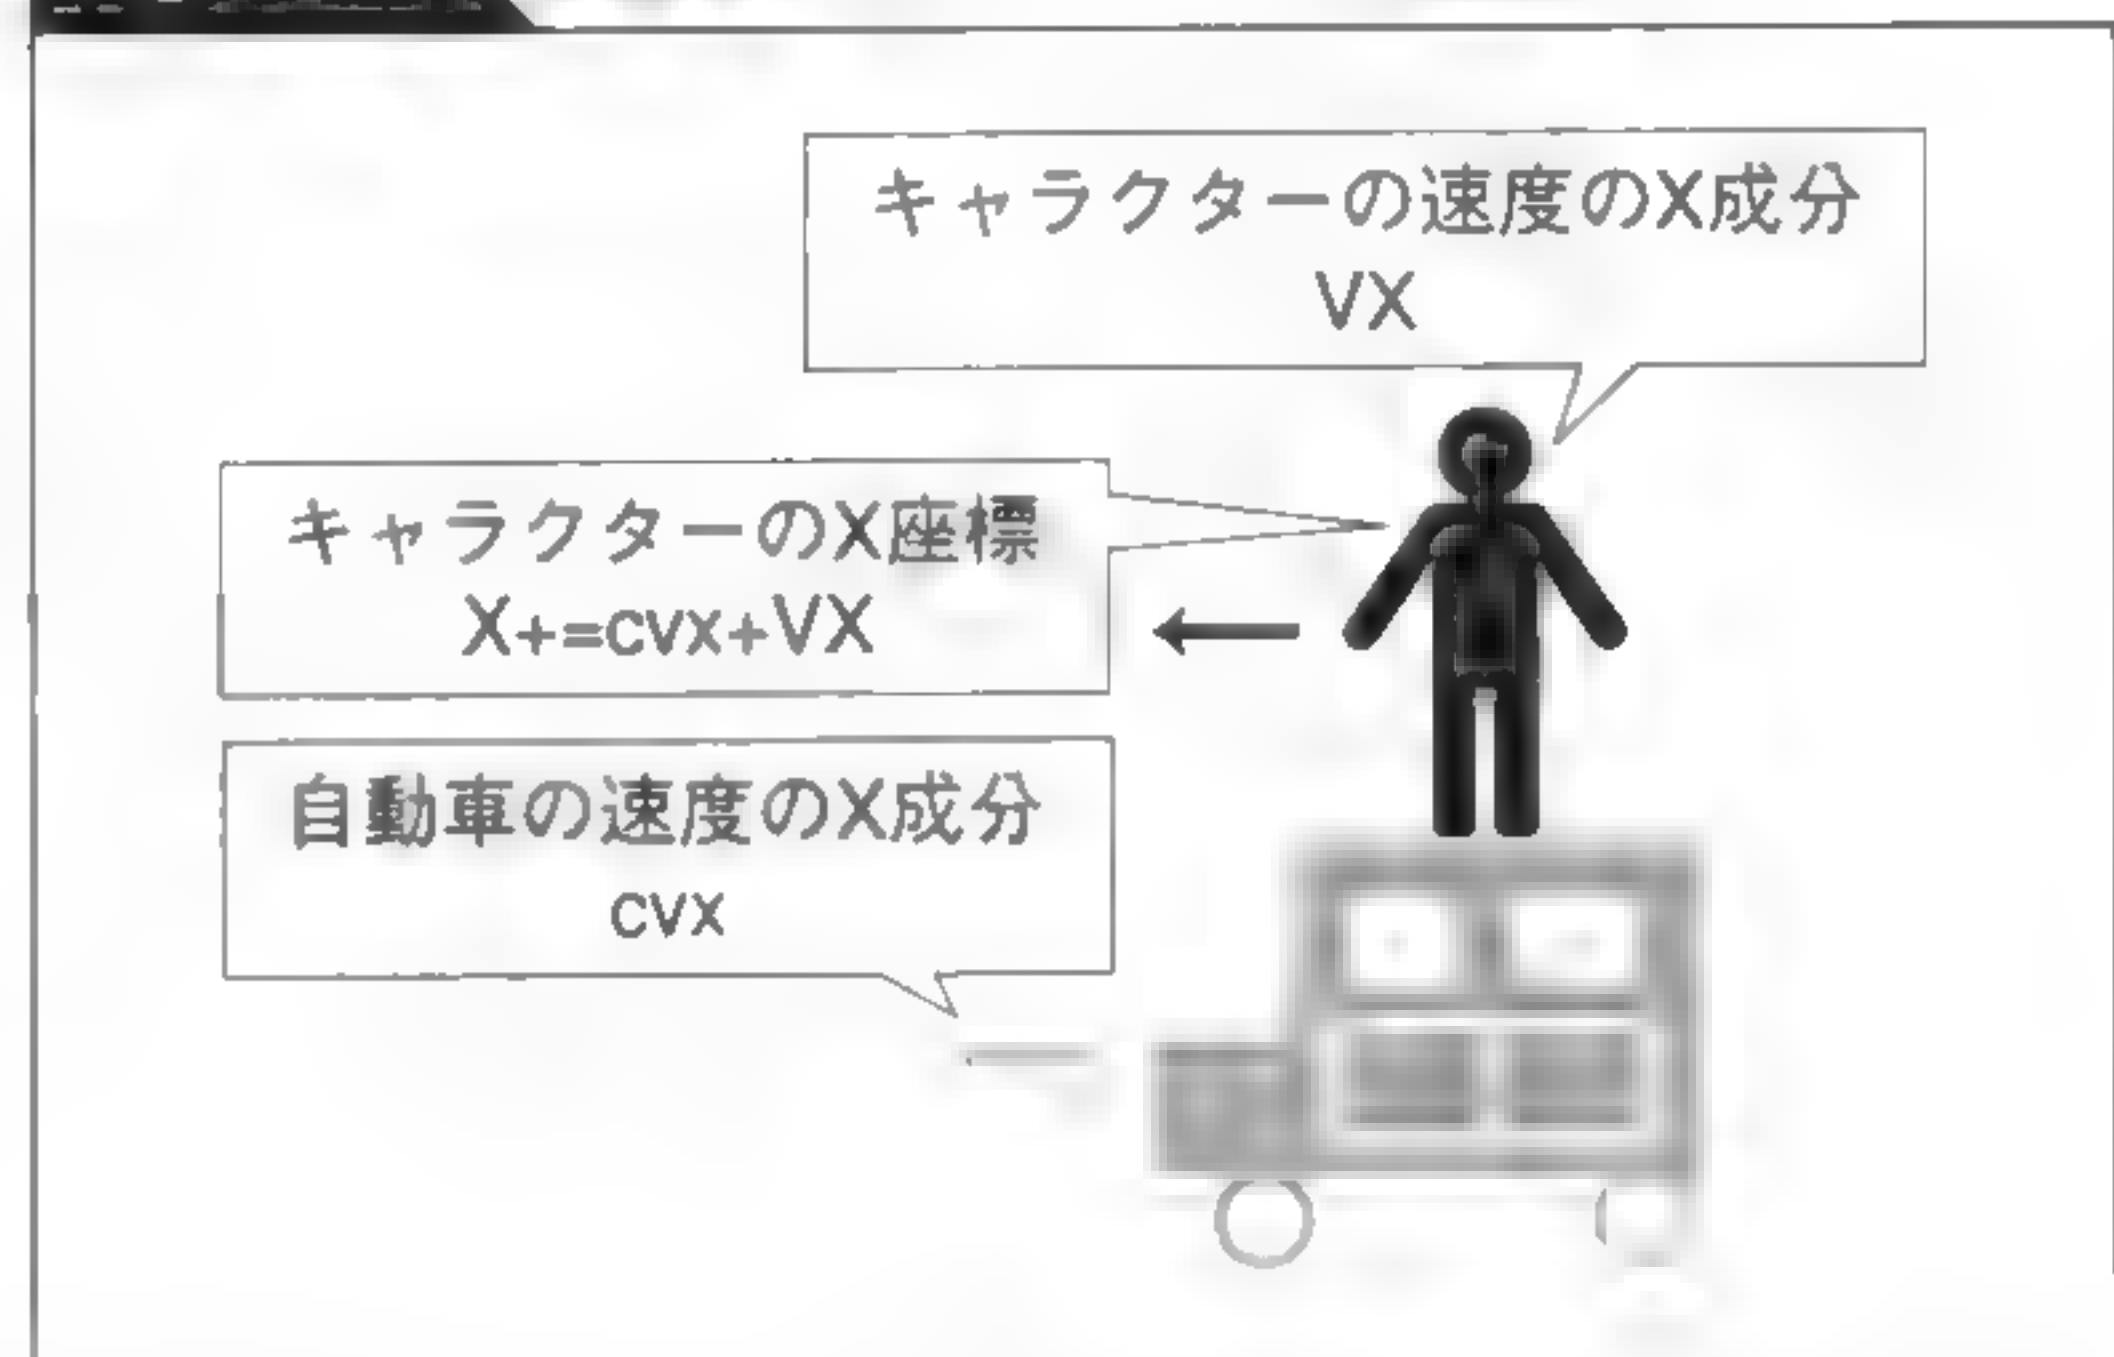 キャラクターの速度のX成分
VX
キャラクターのX座標
X+=cvx+VX
自動車の速度のX成分
cvx